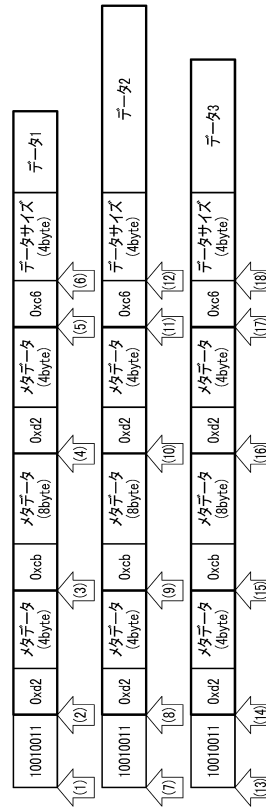 10010011 0xd2 メタデータ 0xcb メタデータ 0xd2 メタデータ 0xc6 データサイズ データ1
(4byte) (8byte) (4byte) (4byte)
(1) (2) (3) (4) (5) (6)
10010011 0xd2 メタデータ 0xcb メタデータ 0xd2 メタデータ 0xc6 データサイズ データ2
(4byte) (8byte) (4byte) (4byte)
(7) (8) (9) (10) (11) (12)
10010011 0xd2 メタデータ 0xcb メタデータ 0xd2 メタデータ 0xc6 データサイズ データ3
(4byte) (8byte) (4byte) (4byte)
(13) (14) (15) (16) (17) (18)